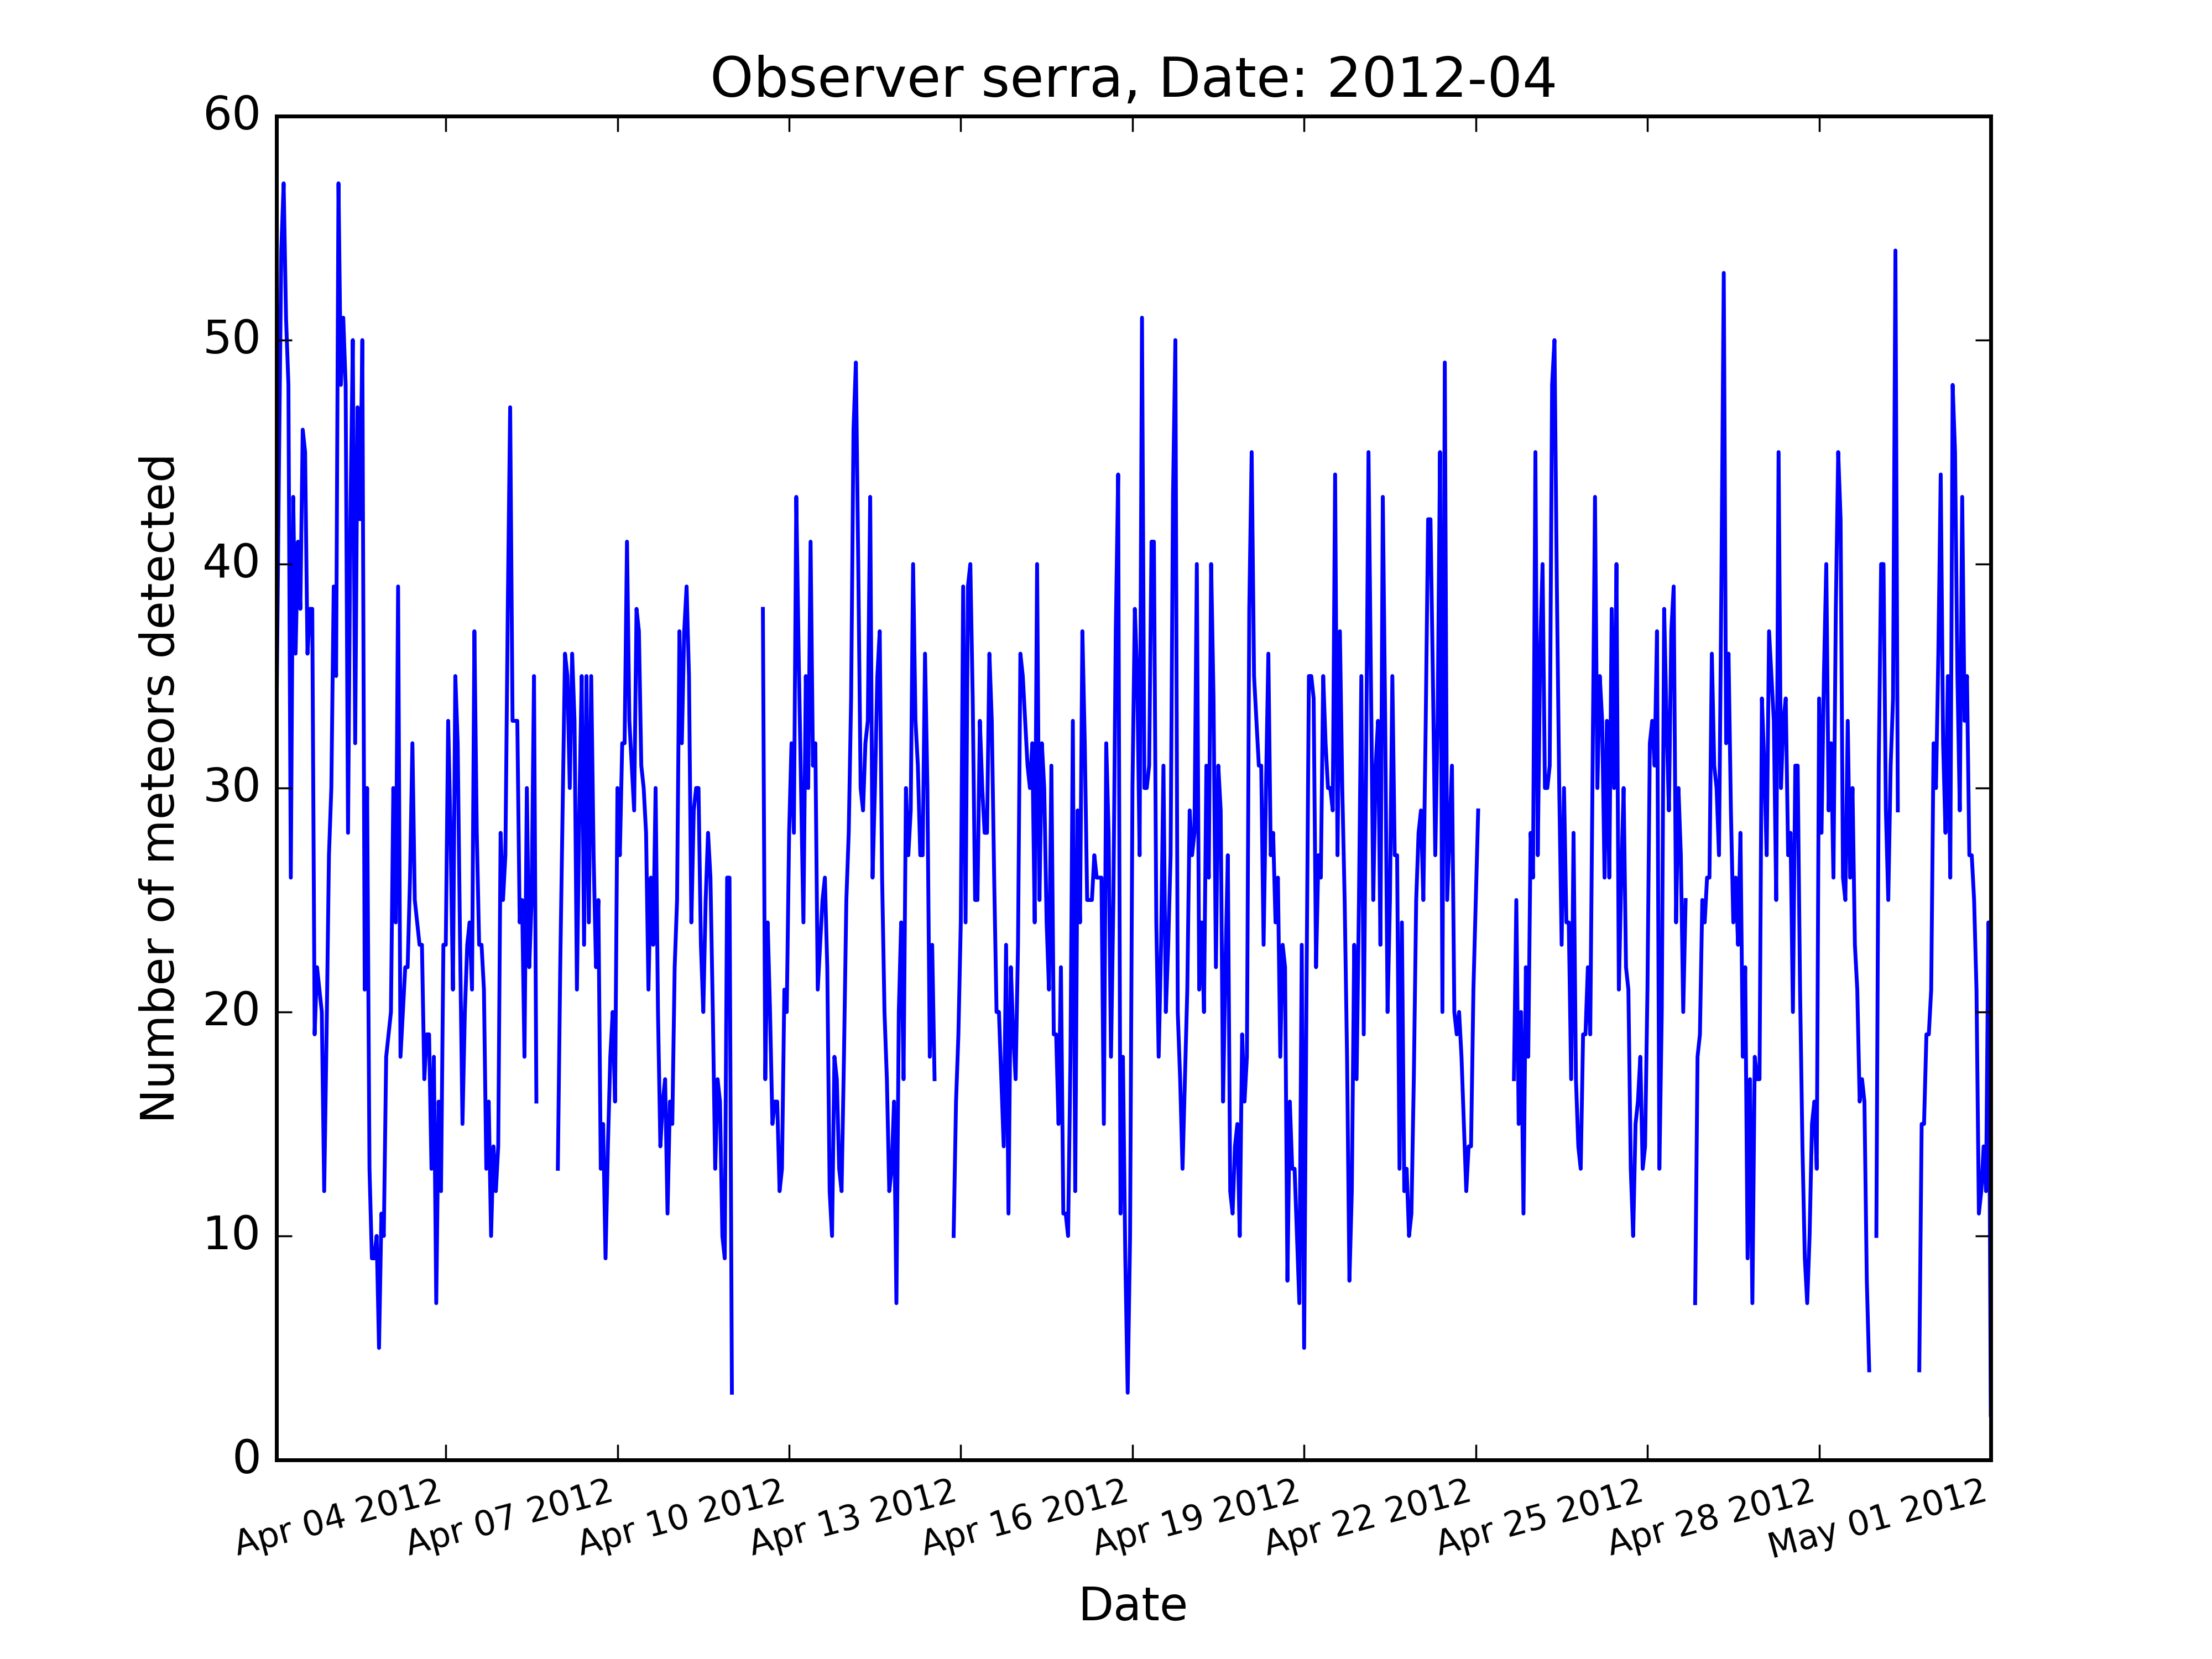 Observer serra, Date: 2012-04
60
50
40
30
20
10
0
Number of meteors detected
Apr 04 2012
Apr 07 2012
Apr 10 2012
Apr 13 2012
Apr 16 2012
Apr 19 2012
Apr 22 2012
Apr 25 2012
Apr 28 2012
May 01 2012
Date